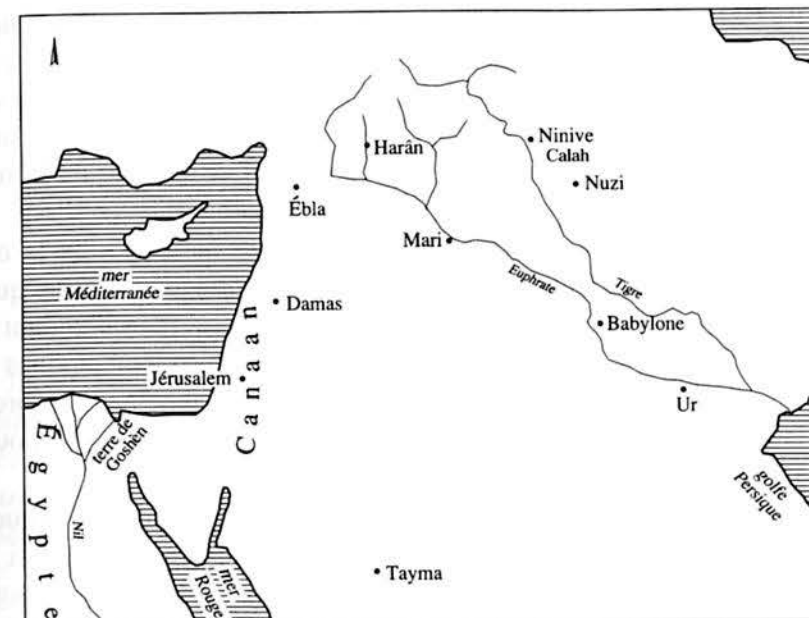 Harân
Ninive
Calah
Nuzi
Ébla
Mari
mer
Méditerranée
Euphrate
Tigre
Damas
Babylone
Canaan
Jérusalem
Ur
terre de
Goshèn
Égypte
Nil
golfe
Persique
mer
Rouge
Tayma